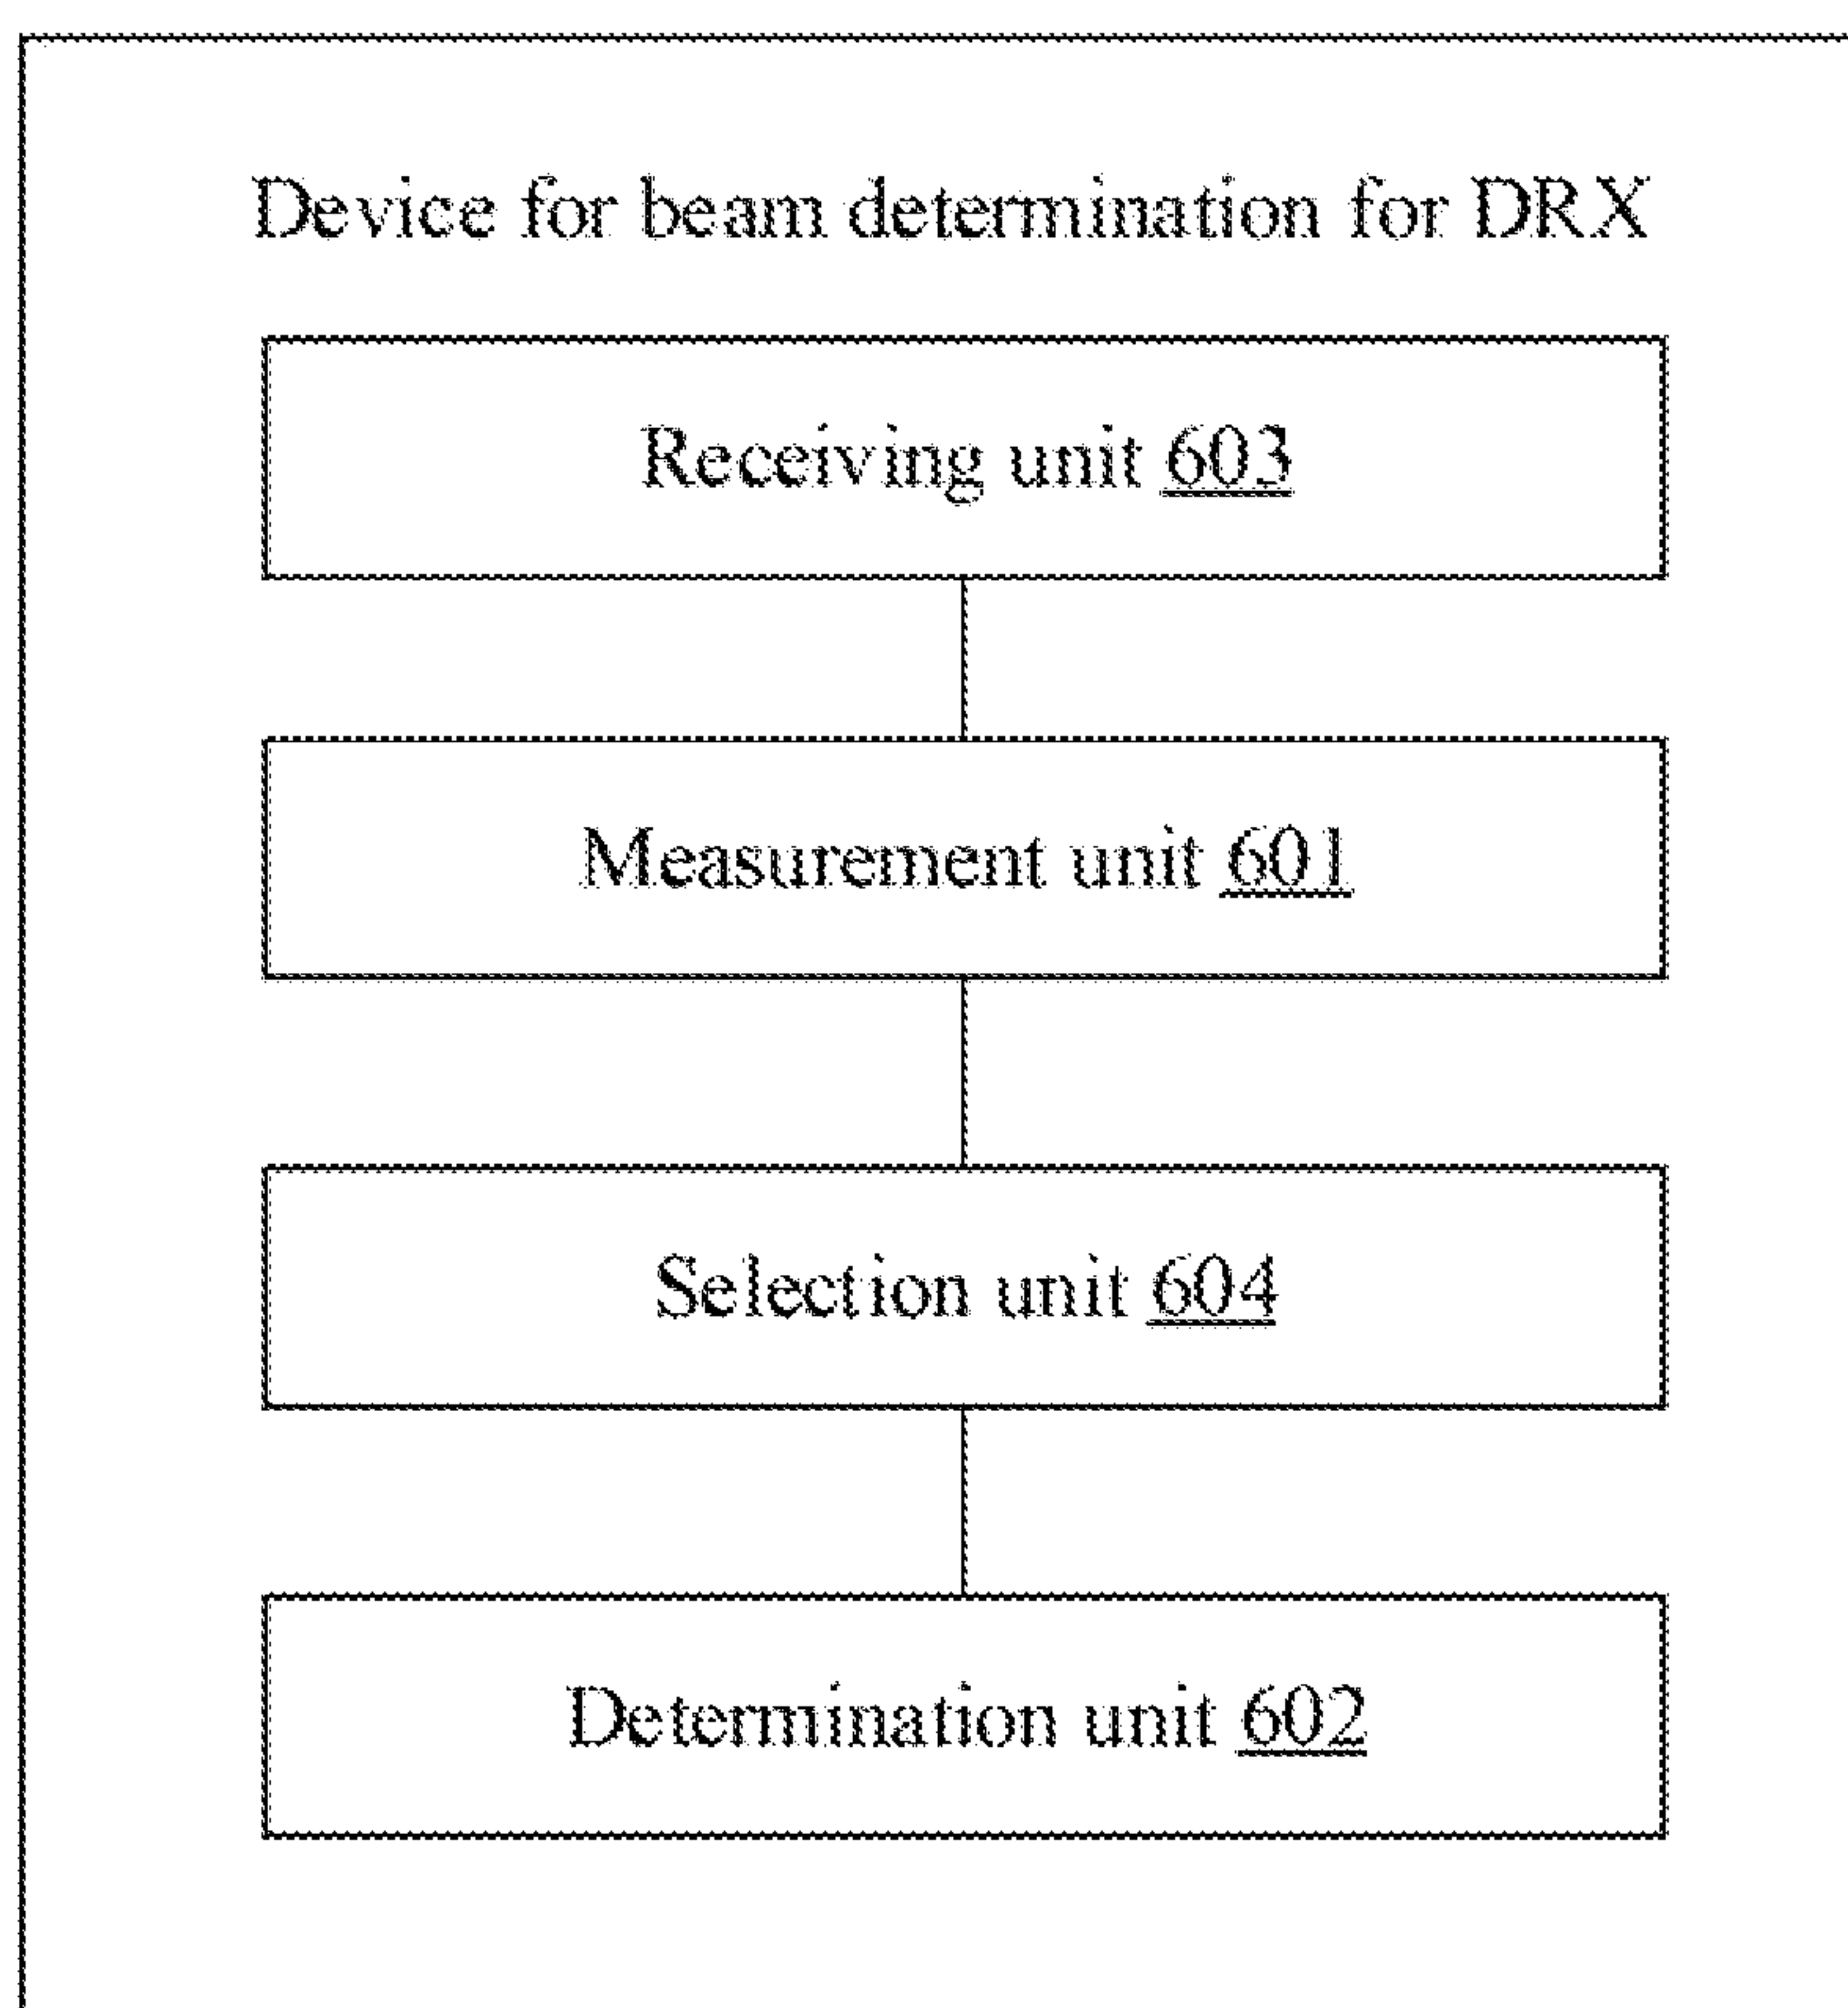 Device for beam determination for DRX
Receiving unit 603
Measurement unit 601
Selection unit 604
Determination unit 602